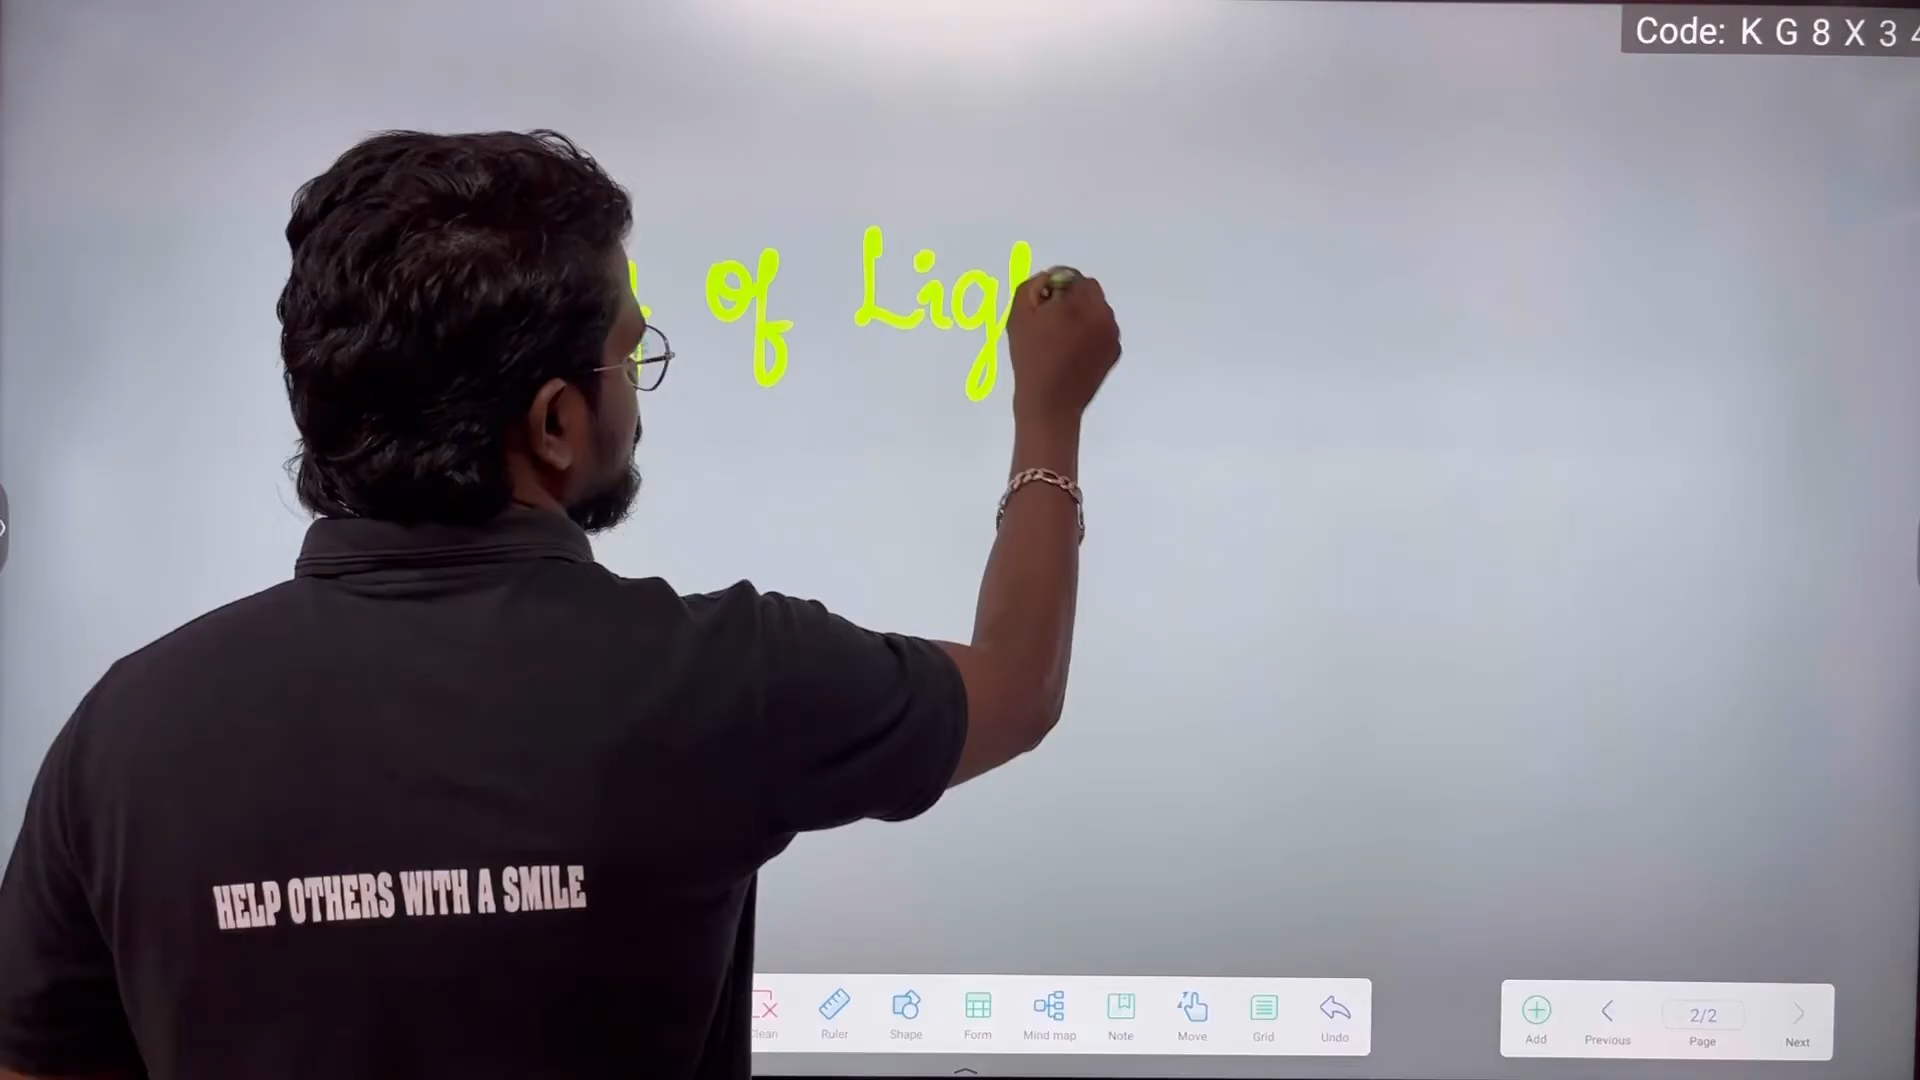 Code: K G 8 X 3
of Lig
HELP OTHERS WITH A SMILE
Ruler Shape Form Mind map Note Move Grid Undo
Add Previous 2/2 Page Next